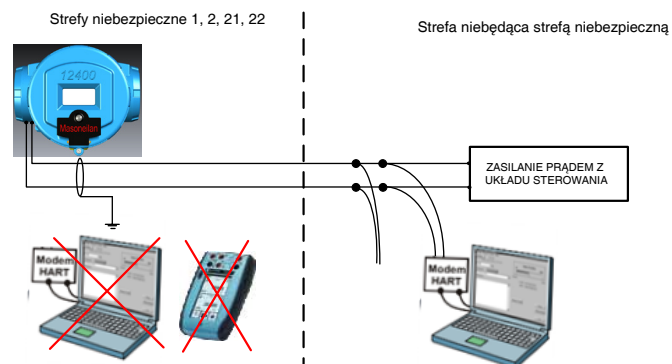 Strefy niebezpieczne 1, 2, 21, 22
Strefa niebędąca strefą niebezpieczną
12400
Masoneilan
ZASILANIE PRĄDEM Z
UKŁADU STEROWANIA
Modem
HART
Modem
HART